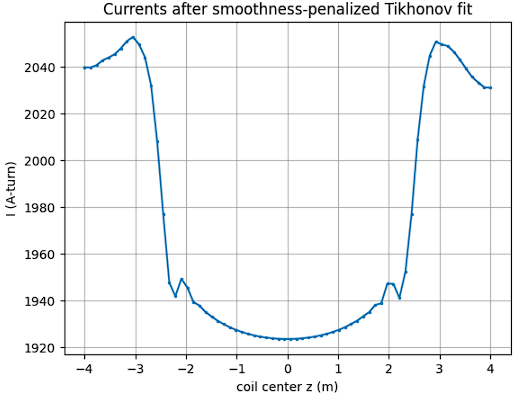 Currents after smoothness-penalized Tikhonov fit
I (A-turn)
2040
2020
2000
1980
1960
1940
1920
−4 −3 −2 −1 0 1 2 3 4
coil center z (m)